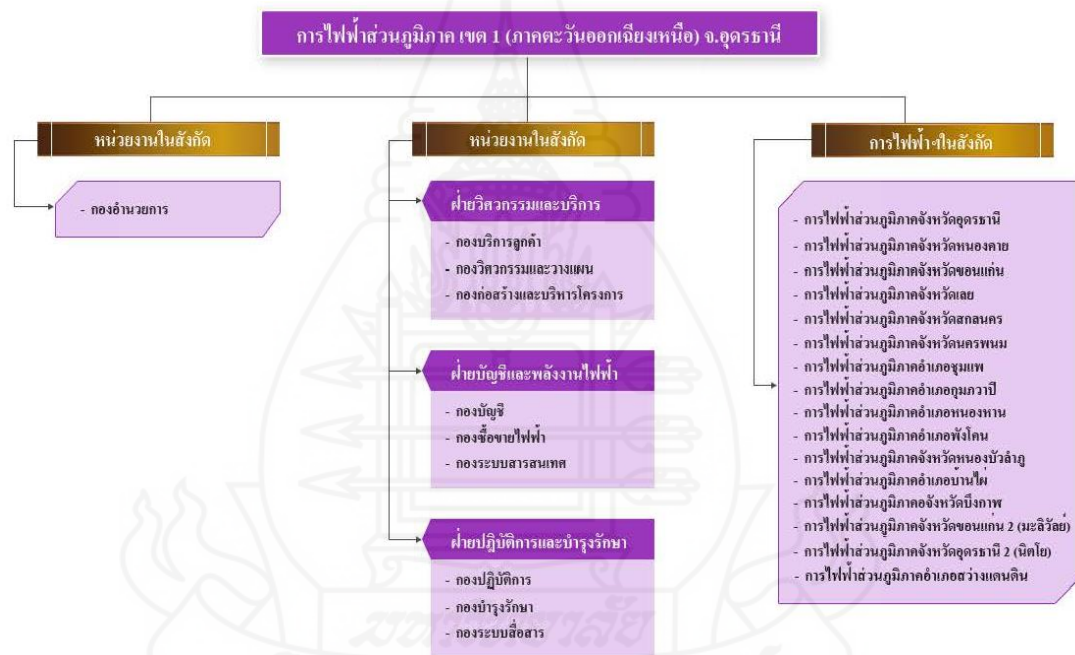 การไฟฟ้าส่วนภูมิภาค เขต 1 (ภาคตะวันออกเฉียงเหนือ) จ.อุดรธานี
หน่วยงานในสังกัด
- กองอำนวยการ
หน่วยงานในสังกัด
ฝ่ายวิศวกรรมและบริการ
- กองบริการลูกค้า
- กองวิศวกรรมและวางแผน
- กองก่อสร้างและบริหารโครงการ
ฝ่ายบัญชีและพลังงานไฟฟ้า
- กองบัญชี
- กองซื้อขายไฟฟ้า
- กองระบบสารสนเทศ
ฝ่ายปฎิบัติการและบำรุงรักษา
- กองปฏิบัติการ
- กองบำรุงรักษา
- กองระบบสื่อสาร
การไฟฟ้าฯในสังกัด
- การไฟฟ้าส่วนภูมิภาคจังหวัดอุดรธานี
- การไฟฟ้าส่วนภูมิภาคจังหวัดหนองคาย
- การไฟฟ้าส่วนภูมิภาคจังหวัดขอนแก่น
- การไฟฟ้าส่วนภูมิภาคจังหวัดเลย
- การไฟฟ้าส่วนภูมิภาคจังหวัดสกลนคร
- การไฟฟ้าส่วนภูมิภาคจังหวัดนครพนม
- การไฟฟ้าส่วนภูมิภาคอำเภอชุมแพ
- การไฟฟ้าส่วนภูมิภาคอำเภอกุมภวาปี
- การไฟฟ้าส่วนภูมิภาคอำเภอหนองหาน
- การไฟฟ้าส่วนภูมิภาคอำเภอพังโคน
- การไฟฟ้าส่วนภูมิภาคจังหวัดหนองบัวลำภู
- การไฟฟ้าส่วนภูมิภาคอำเภอบ้านไผ่
- การไฟฟ้าส่วนภูมิภาคอจังหวัดบึงกาฬ
- การไฟฟ้าส่วนภูมิภาคจังหวัดขอนแก่น 2 (มะลิวัลย์)
- การไฟฟ้าส่วนภูมิภาคจังหวัดอุดรธานี 2 (นิตโย)
- การไฟฟ้าส่วนภูมิภาคอำเภอสว่างแดนดิน